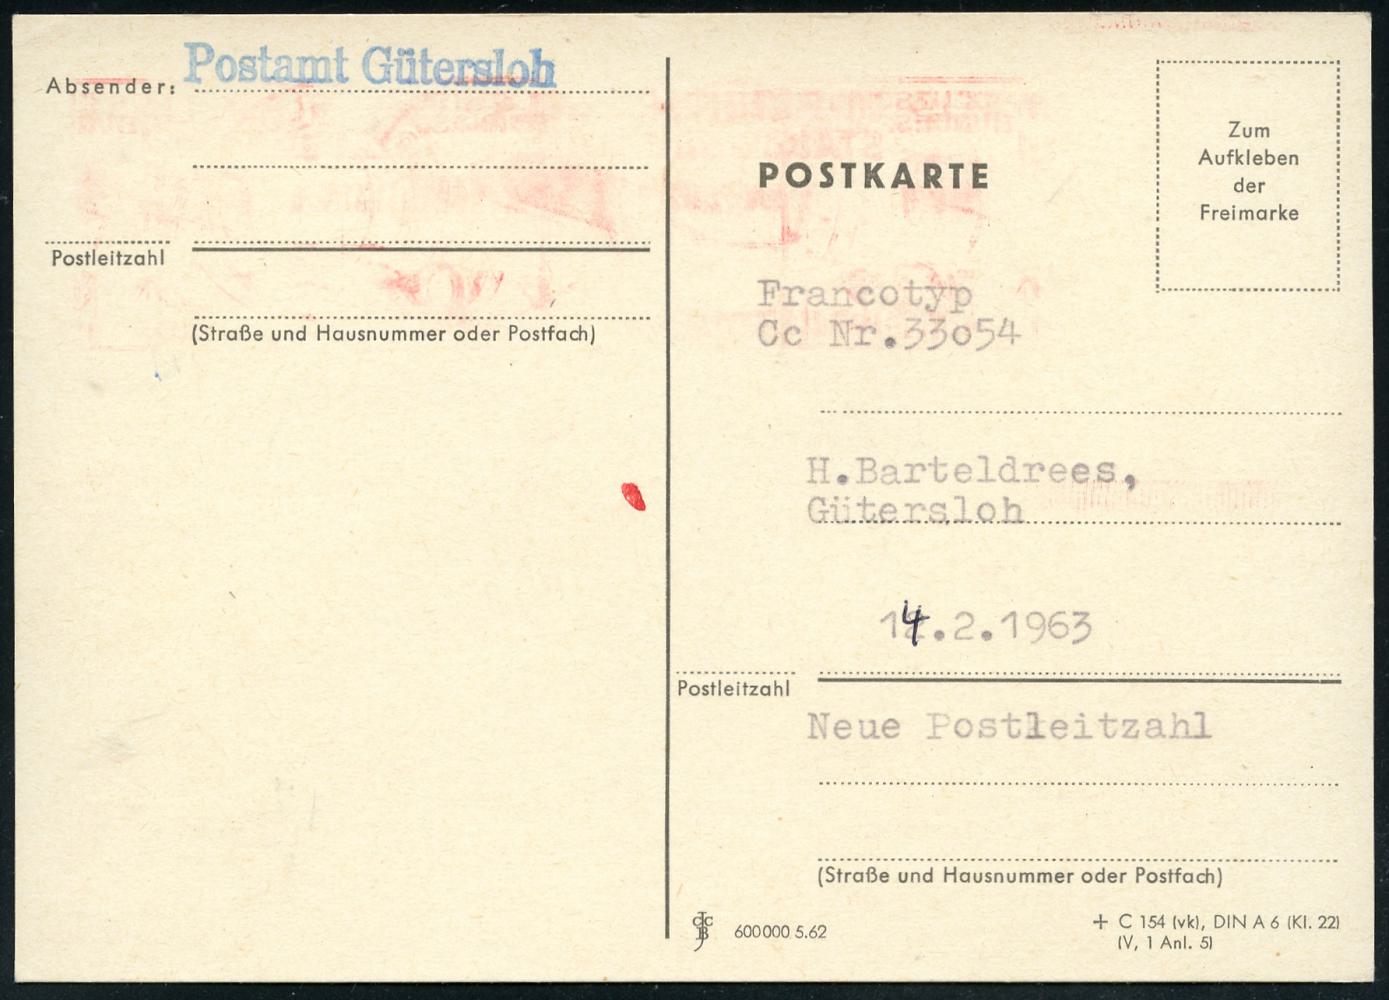 Postamt Gütersloh
Absender:
Postleitzahl
(Straße und Hausnummer oder Postfach)
POSTKARTE
Zum
Aufkleben
der
Freimarke
Francotyp
Cc Nr.33o54
H.Barteldrees,
Gütersloh
14.2.1963
Postleitzahl
Neue Postleitzahl
(Straße und Hausnummer oder Postfach)
600000 5.62
+ C 154 (vk), DIN A 6 (Kl. 22)
(V, 1 Anl. 5)